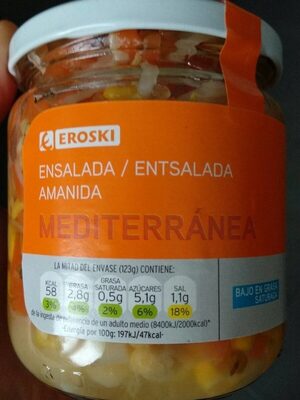 EROSKI
ENSALADA / ENTSALADA
AMANIDA
MEDITERRÁNEA
LA MITAD DEL ENVASE (123g) CONTIENE:
KCAL GRASA GRASA SATURADA AZÚCARES SAL
58 2,8g 0,5g 5,1g 1,1g
3% 4% 2% 6% 18%
de la ingesta de referencia de un adulto medio (8400kJ/2000kcal)*
Energía por 100g: 197kJ/47kcal
BAJO EN GRASA
SATURADA